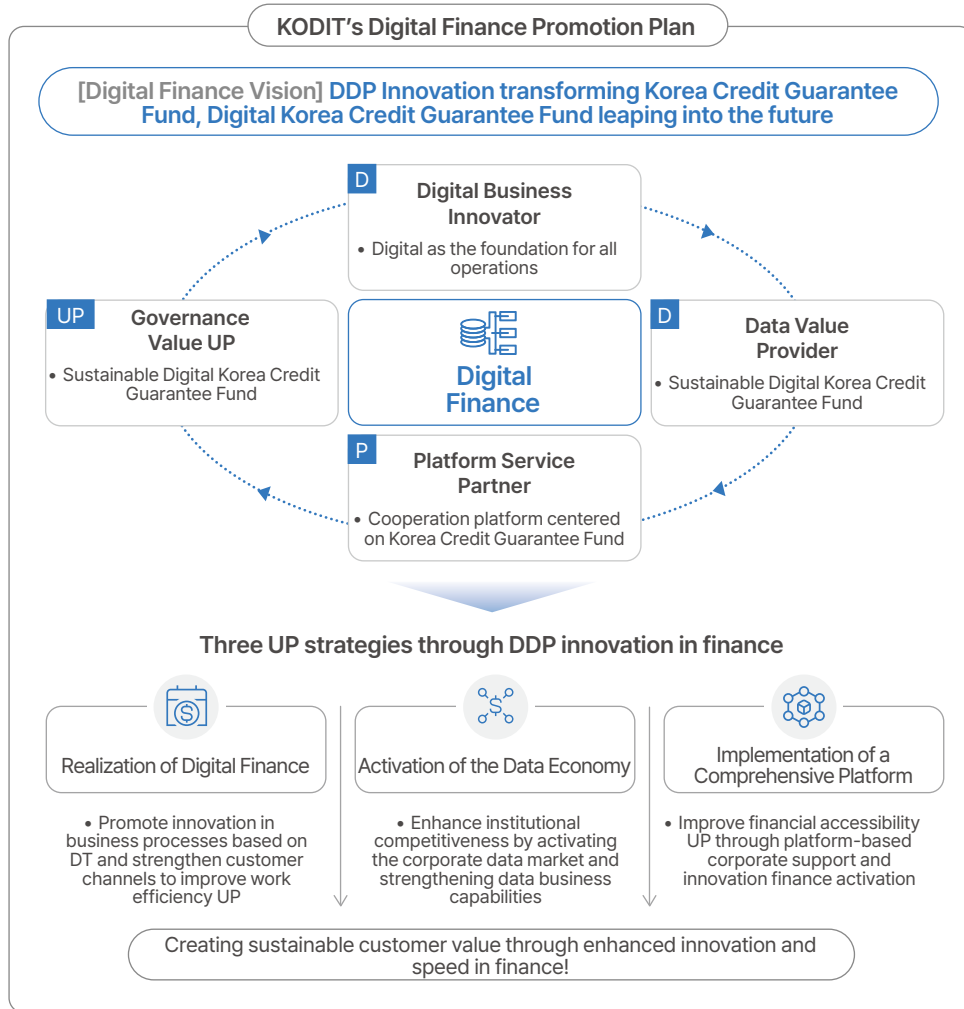 KODIT's Digital Finance Promotion Plan
[Digital Finance Vision] DDP Innovation transforming Korea Credit Guarantee
Fund, Digital Korea Credit Guarantee Fund leaping into the future
D
Digital Business
Innovator
• Digital as the foundation for all
operations
UP
Governance
Value UP
• Sustainable Digital Korea Credit
Guarantee Fund
Digital
Finance
D
Data Value
Provider
• Sustainable Digital Korea Credit
Guarantee Fund
P
Platform Service
Partner
• Cooperation platform centered
on Korea Credit Guarantee Fund
Three UP strategies through DDP innovation in finance
Realization of Digital Finance
• Promote innovation in
business processes based on
DT and strengthen customer
channels to improve work
efficiency UP
Activation of the Data Economy
• Enhance institutional
competitiveness by activating
the corporate data market and
strengthening data business
capabilities
Implementation of a
Comprehensive Platform
• Improve financial accessibility
UP through platform-based
corporate support and
innovation finance activation
Creating sustainable customer value through enhanced innovation and
speed in finance!